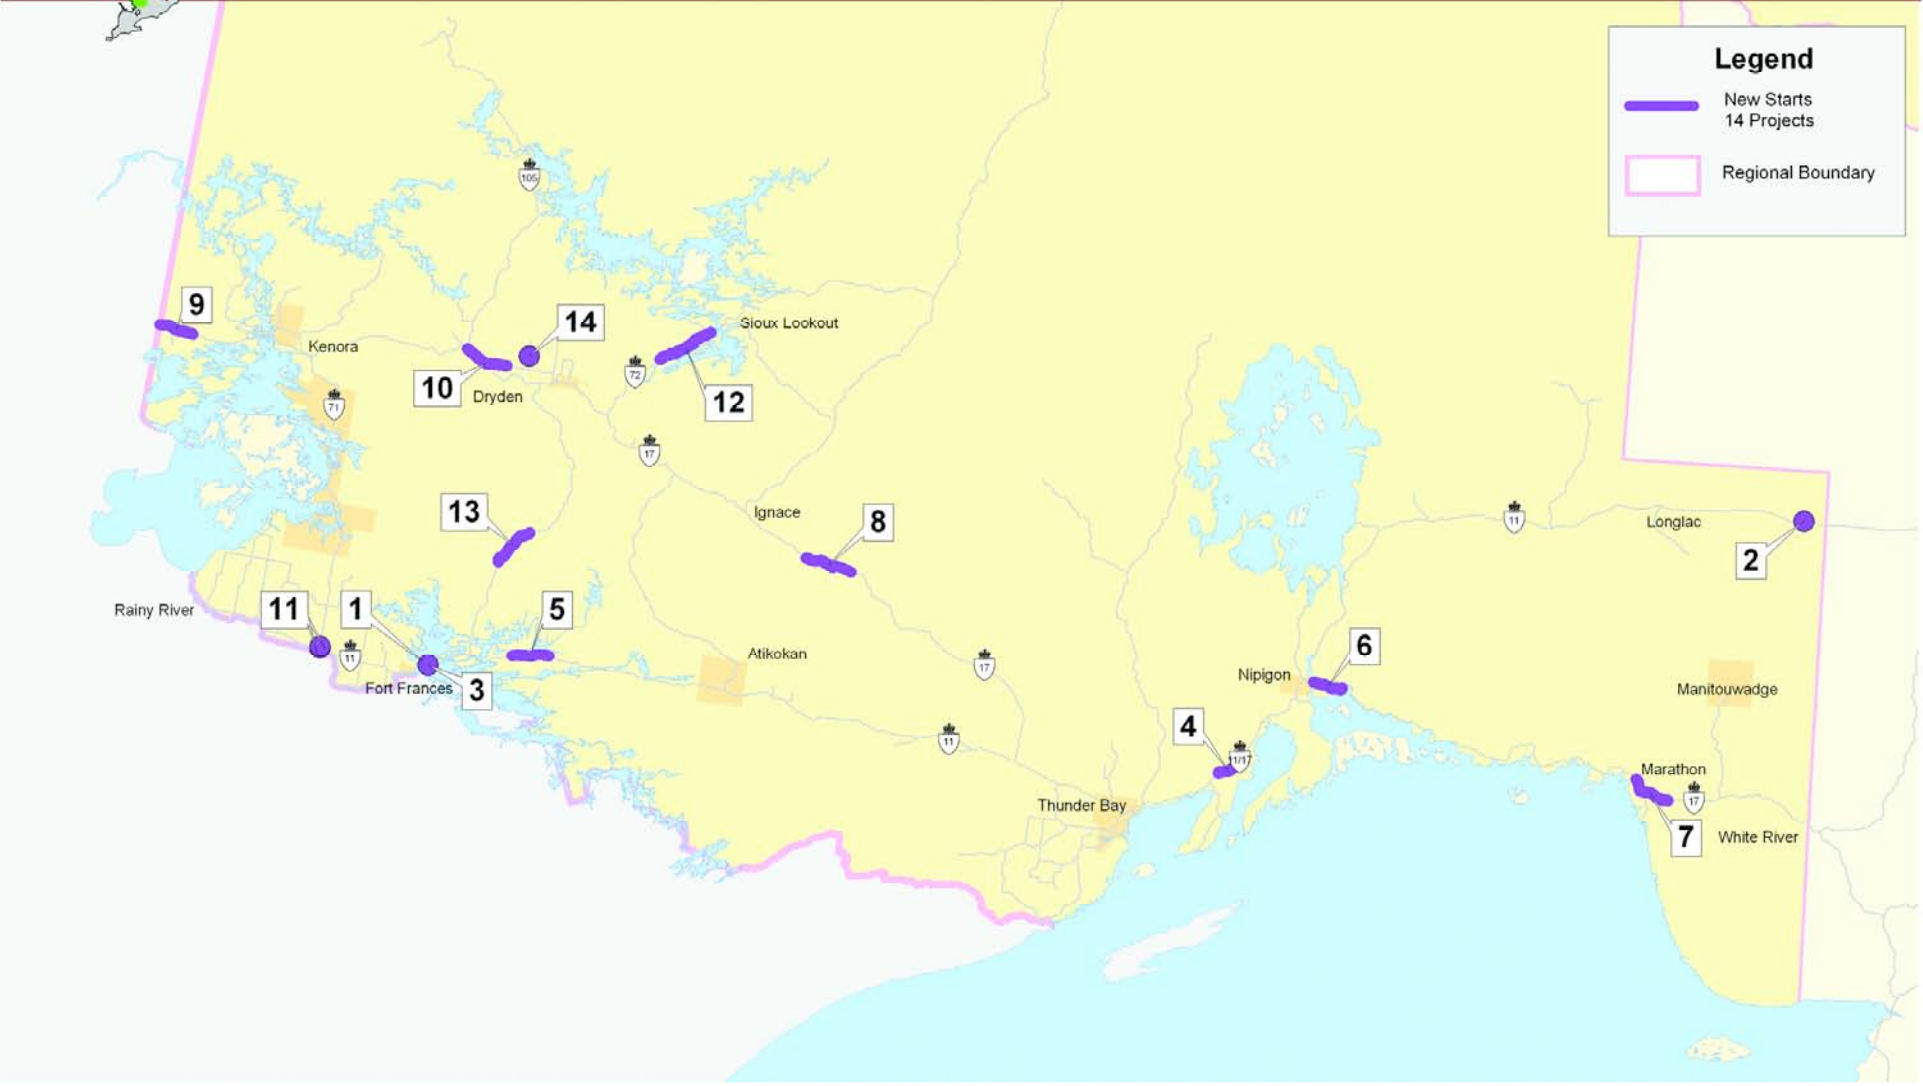 Legend
New Starts
14 Projects
Regional Boundary
105
9
14
Sioux Lookout
Kenora
10
Dryden
72
12
71
17
13
Ignace
8
11
Longlac
2
Rainy River
11
1
5
11
Atikokan
17
6
Fort Frances
3
Nipigon
Manitouwadge
4
11
11/17
Marathon
17
Thunder Bay
7
White River